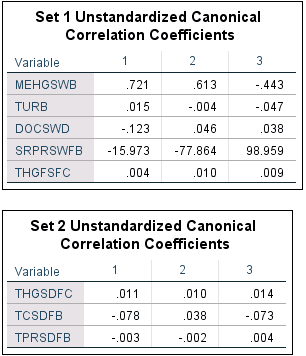 Set 1 Unstandardized Canonical
Correlation Coefficients
Variable 1 2 3
MEHGSWB .721 .613 -.443
TURB .015 -.004 -.047
DOCSWD -.123 .046 .038
SRPRSWFB -15.973 -77.864 98.959
THGFSFC .004 .010 .009
Set 2 Unstandardized Canonical
Correlation Coefficients
Variable 1 2 3
THGSDFC .011 .010 .014
TCSDFB -.078 .038 -.073
TPRSDFB -.003 -.002 .004